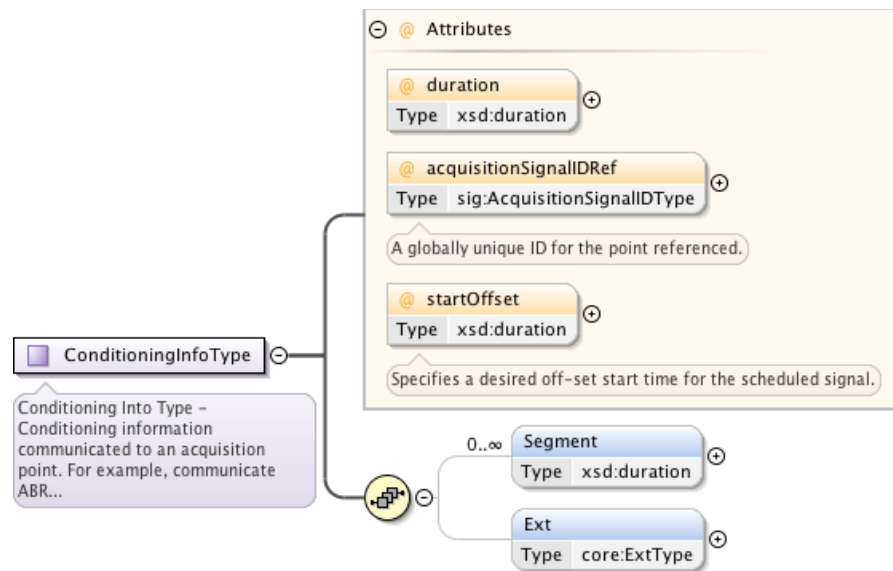 @ Attributes
@ duration
Type xsd:duration
@ acquisitionSignalIDRef
Type sig:AcquisitionSignalIDType
A globally unique ID for the point referenced.
@ startOffset
Type xsd:duration
Specifies a desired off-set start time for the scheduled signal.
ConditioningInfoType
Conditioning Into Type –
Conditioning information
communicated to an acquisition
point. For example, communicate
ABR...
0..∞
Segment
Type xsd:duration
Ext
Type core:ExtType